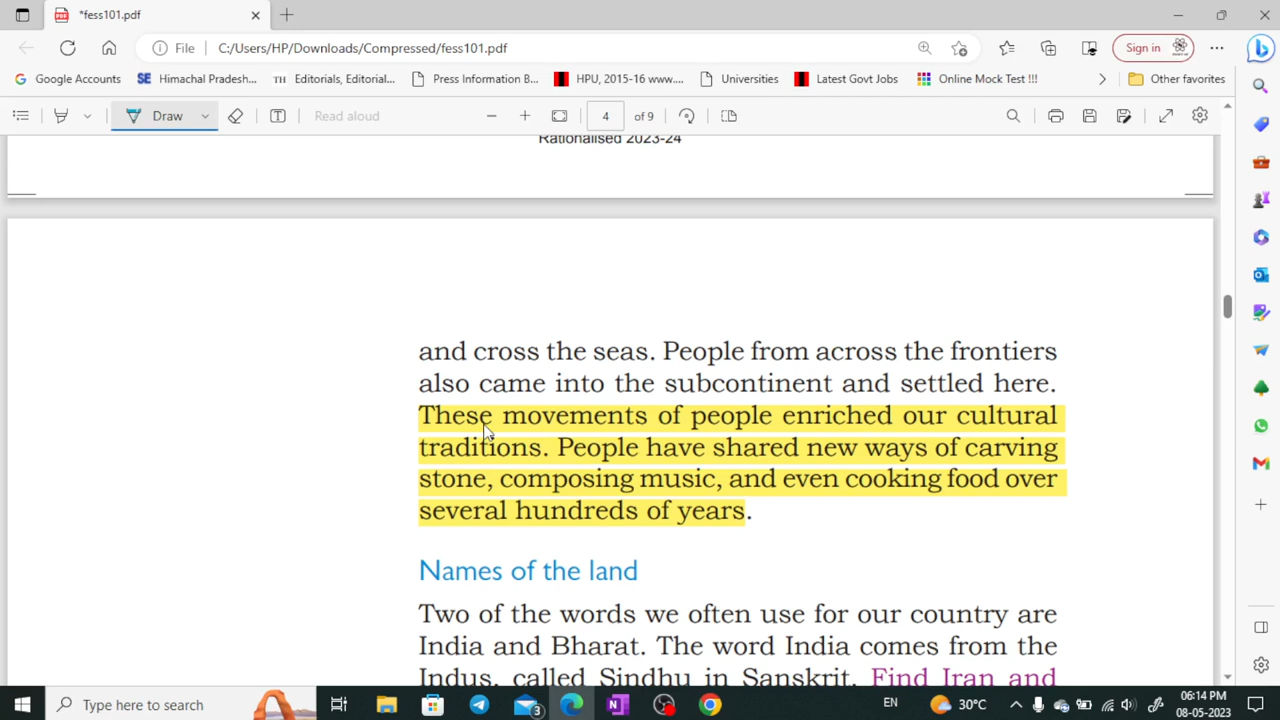 *fess101.pdf
File C:/Users/HP/Downloads/Compressed/fess101.pdf Sign in
Google Accounts SE Himachal Pradesh... TH Editorials, Editorial... Press Information B... HPU, 2015-16 www.... Universities Latest Govt Jobs Online Mock Test !!! Other favorites
Draw Read aloud 4 of 9
Rationalised 2023-24
and cross the seas. People from across the frontiers
also came into the subcontinent and settled here.
These movements of people enriched our cultural
traditions. People have shared new ways of carving
stone, composing music, and even cooking food over
several hundreds of years.
Names of the land
Two of the words we often use for our country are
India and Bharat. The word India comes from the
Indus, called Sindhu in Sanskrit. Find Iran and
Type here to search 3 EN 30°C 06:14 PM
08-05-2023